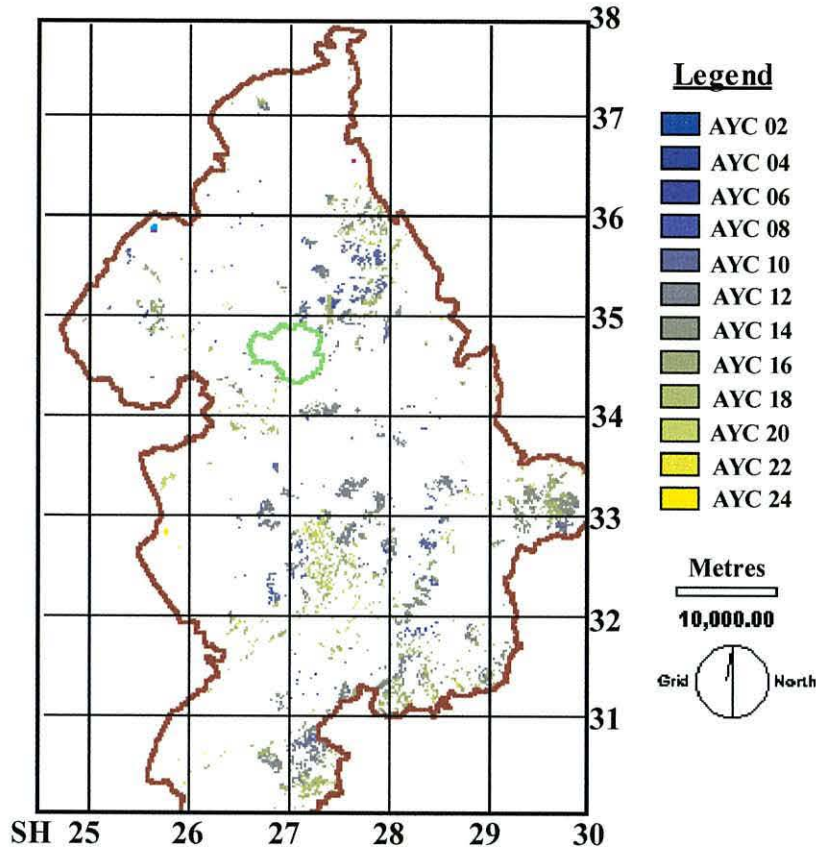 38
37
36
35
34
33
32
31
SH 25 26 27 28 29 30
Legend
AYC 02
AYC 04
AYC 06
AYC 08
AYC 10
AYC 12
AYC 14
AYC 16
AYC 18
AYC 20
AYC 22
AYC 24
Metres
10,000.00
Grid North